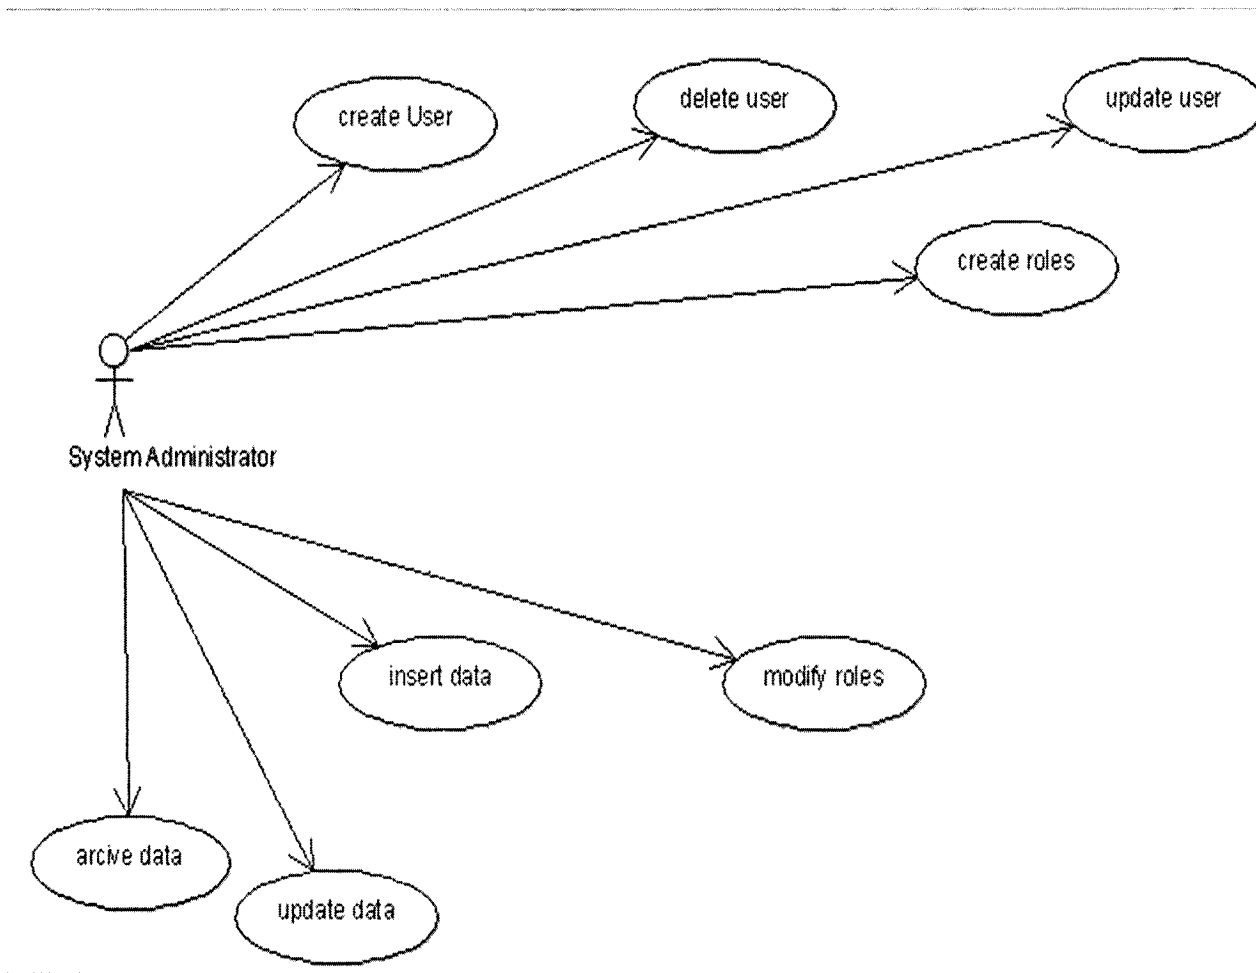 create User
delete user
update user
create roles
System Administrator
insert data
modify roles
arcive data
update data